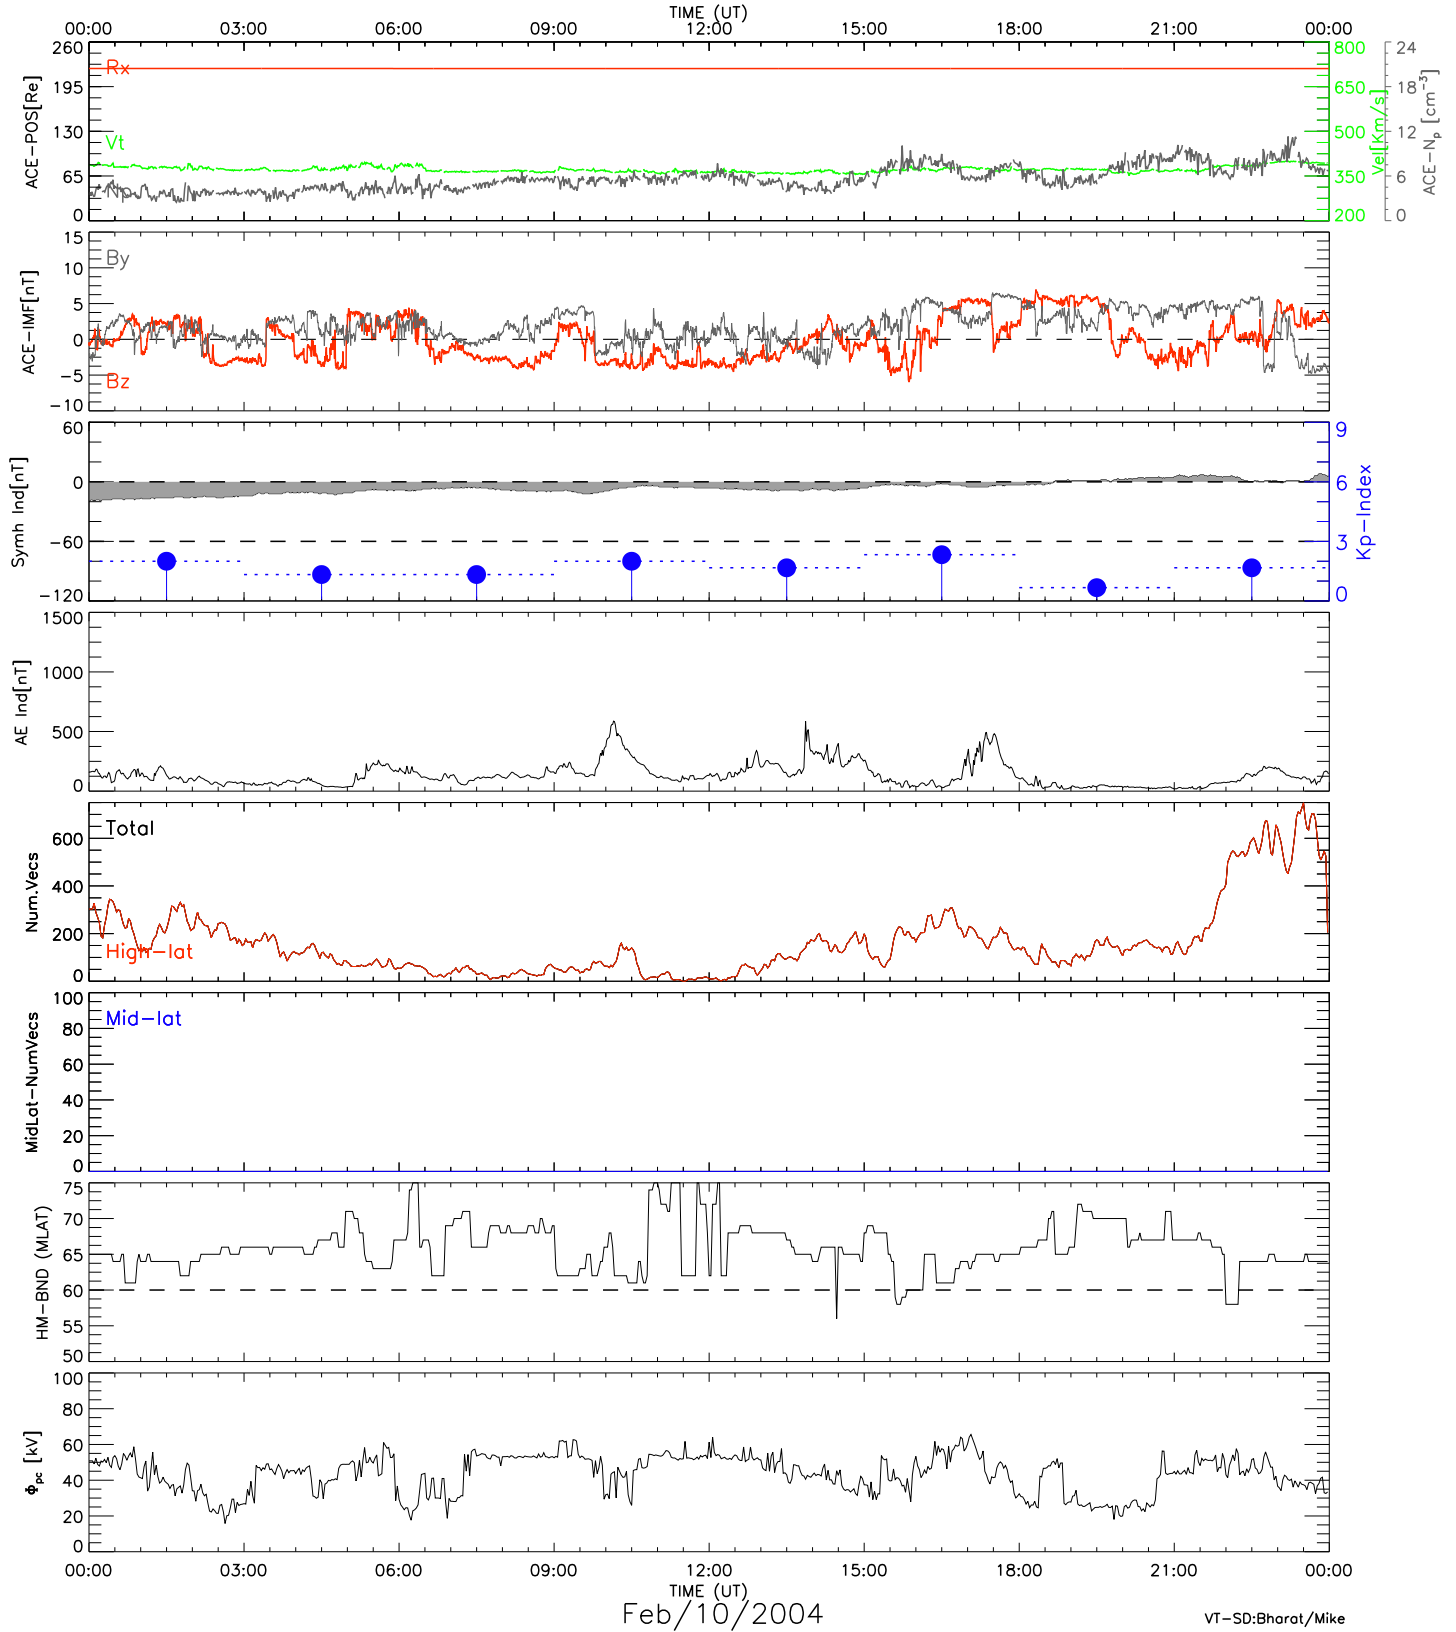 TIME (UT)
00:00 03:00 06:00 09:00 12:00 15:00 18:00 21:00 00:00
ACE-POS[Re]
260
195
130
65
0
Rx
Vt
Np
800
650
500
350
200
Vel[Km/s]
24
18
12
6
0
ACE-Np [cm-3]
ACE-IMF[nT]
15
10
5
0
-5
-10
By
Bz
Symh Ind[nT]
60
0
-60
-120
9
6
3
0
Kp-Index
AE Ind[nT]
1500
1000
500
0
Num.Vecs
600
400
200
0
Total
High-lat
MidLat-NumVecs
100
80
60
40
20
0
Mid-lat
HM-BND (MLAT)
75
70
65
60
55
50
Φpc [kV]
100
80
60
40
20
0
00:00 03:00 06:00 09:00 12:00 15:00 18:00 21:00 00:00
TIME (UT)
Feb/10/2004
VT-SD:Bharat/Mike